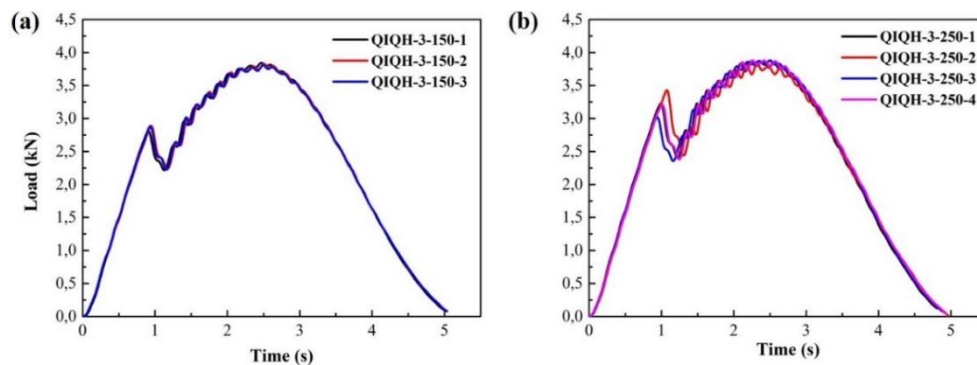 (a)
4,5
4,0
3,5
3,0
2,5
2,0
1,5
1,0
0,5
0,0
Load (kN)
QIQH-3-150-1
QIQH-3-150-2
QIQH-3-150-3
0 1 2 3 4 5
Time (s)
(b)
4,5
4,0
3,5
3,0
2,5
2,0
1,5
1,0
0,5
0,0
QIQH-3-250-1
QIQH-3-250-2
QIQH-3-250-3
QIQH-3-250-4
0 1 2 3 4 5
Time (s)